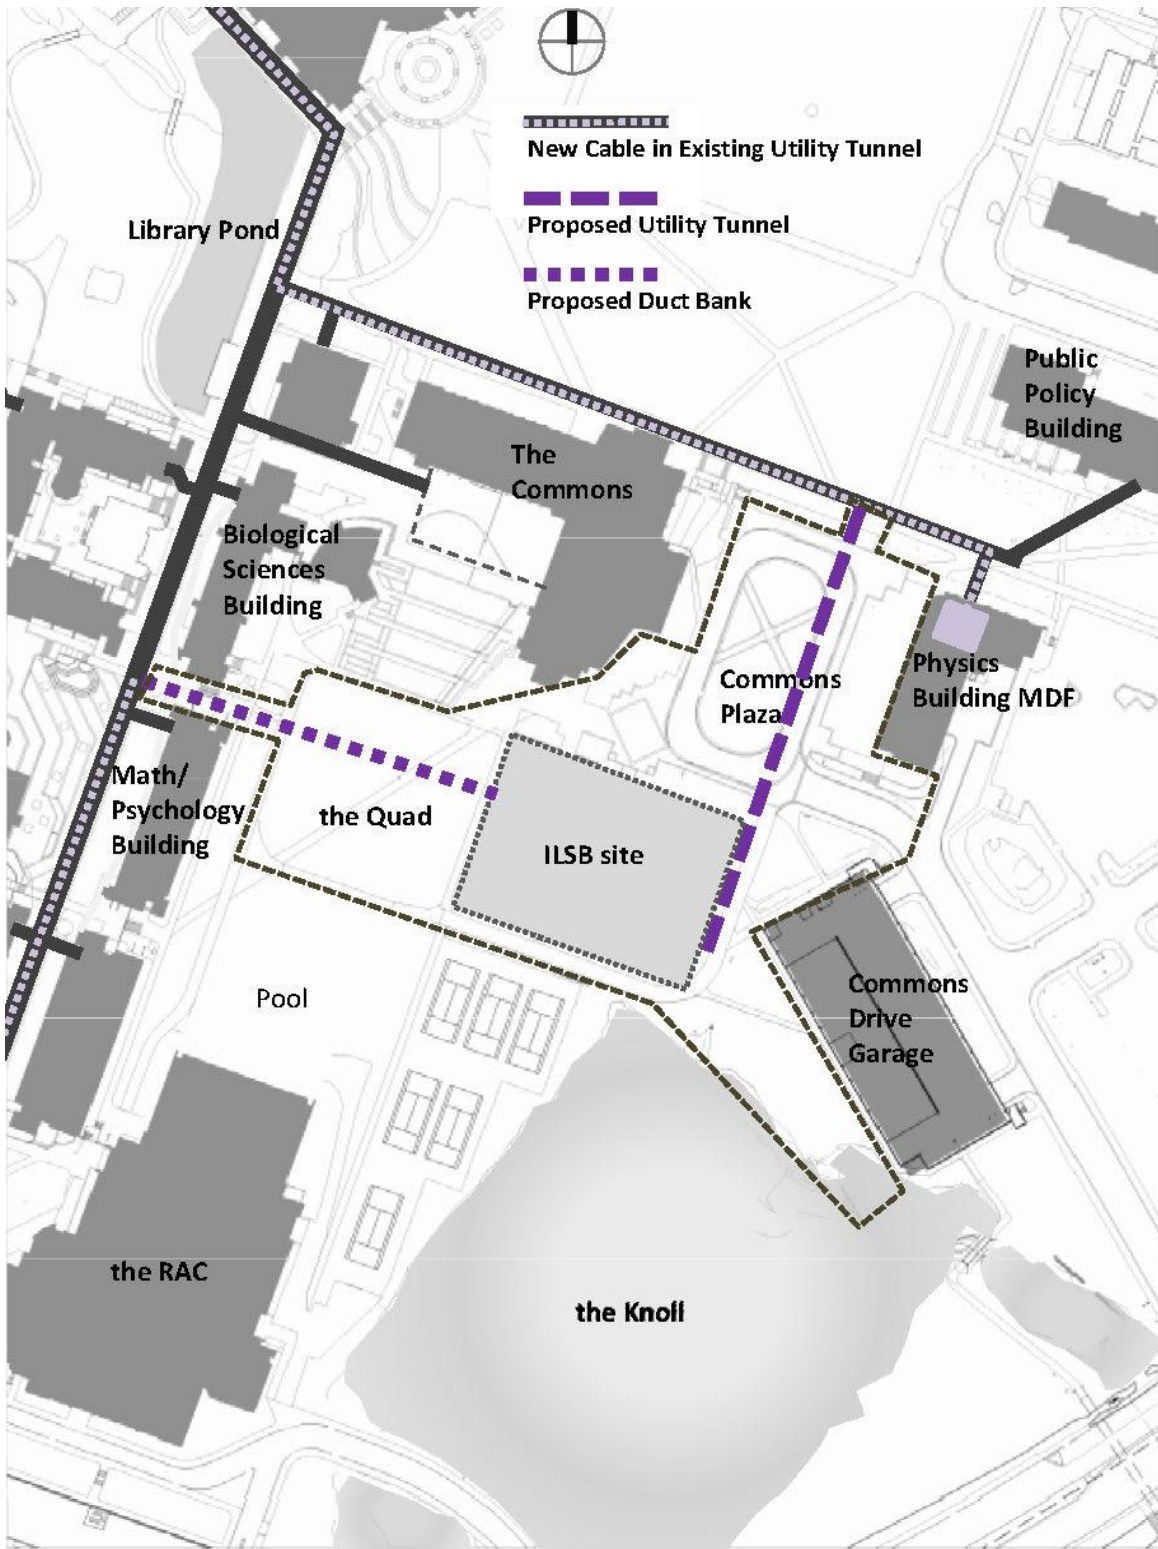 New Cable in Existing Utility Tunnel
Proposed Utility Tunnel
Proposed Duct Bank
Library Pond
Public
Policy
Building
The
Commons
Biological
Sciences
Building
Physics
Building MDF
Commons
Plaza
Math/
Psychology
Building
the Quad
ILSB site
Pool
Commons
Drive
Garage
the RAC
the Knoll